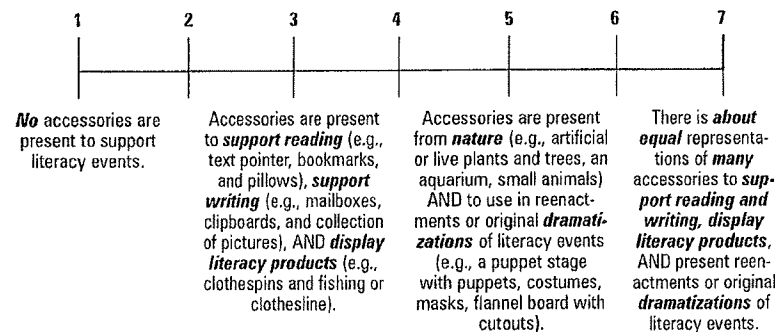 1 2 3 4 5 6 7
No accessories are
present to support
literacy events.
Accessories are present
to support reading (e.g.,
text pointer, bookmarks,
and pillows), support
writing (e.g., mailboxes,
clipboards, and collection
of pictures), AND display
literacy products (e.g.,
clothespins and fishing or
clothesline).
Accessories are present
from nature (e.g., artificial
or live plants and trees, an
aquarium, small animals)
AND to use in reenact-
ments or original dramati-
zations of literacy events
(e.g., a puppet stage
with puppets, costumes,
masks, flannel board with
cutouts).
There is about
equal representa-
tions of many
accessories to sup-
port reading and
writing, display
literacy products,
AND present reen-
actments or original
dramatizations of
literacy events.